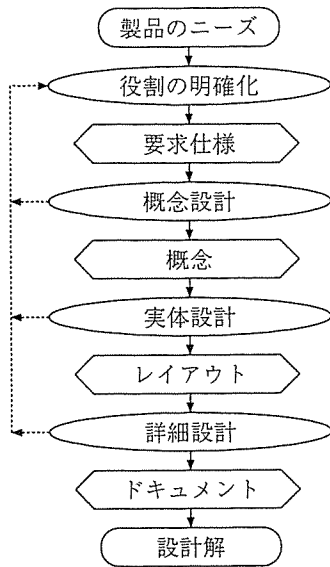 製品のニーズ
役割の明確化
要求仕様
概念設計
概念
実体設計
レイアウト
詳細設計
ドキュメント
設計解